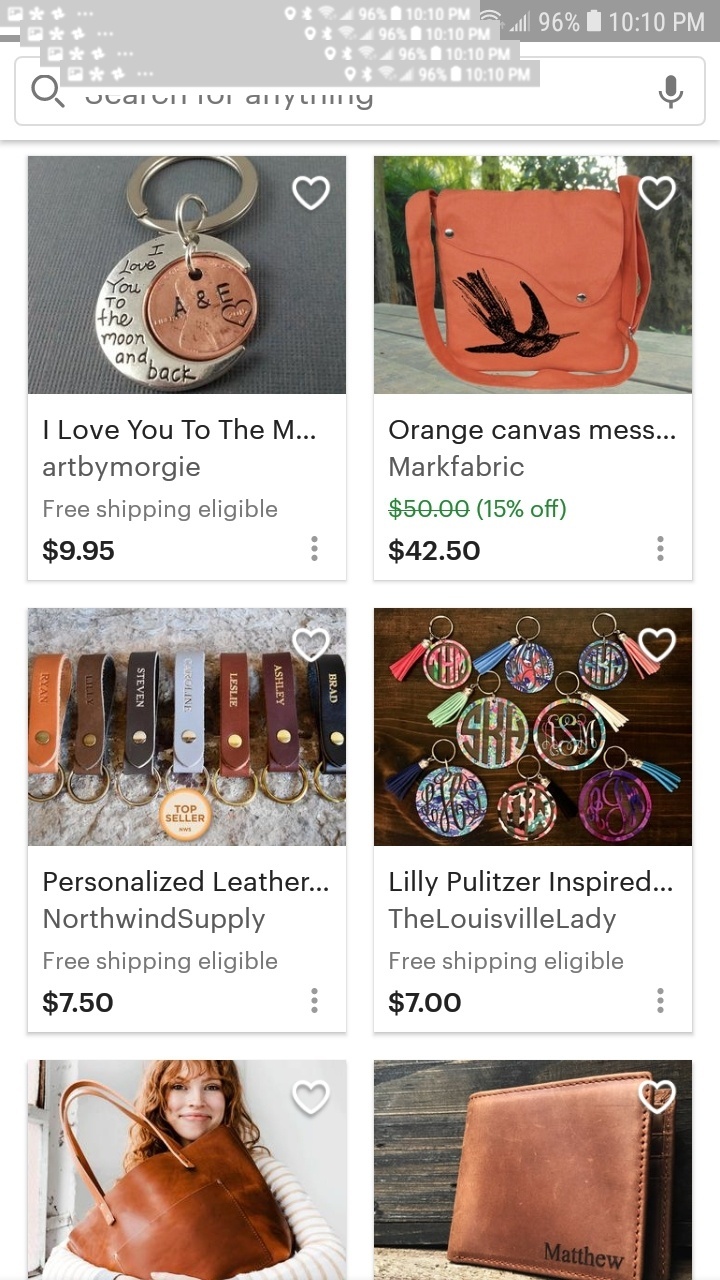 96% 10:10 PM 96% 10:10 PM
96% 10:10 PM
96% 10:10 PM
96% 10:10 PM
Search for anything
I
Love
You
To
the
moon
and
back
A & E
I Love You To The M...
artbymorgie
Free shipping eligible
$9.95
Orange canvas mess...
Markfabric
$50.00 (15% off)
$42.50
RYAN
LILLY
STEVEN
CAROLINE
LESLIE
ASHLEY
BRAD
TOP
SELLER
NWS
Personalized Leather...
NorthwindSupply
Free shipping eligible
$7.50
SKH
Lilly Pulitzer Inspired...
TheLouisvilleLady
Free shipping eligible
$7.00
Matthew